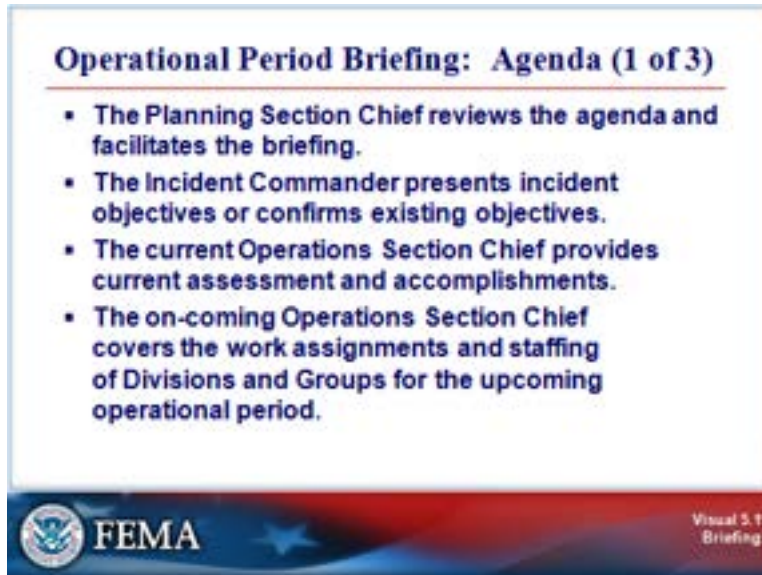 Operational Period Briefing: Agenda (1 of 3)
▪ The Planning Section Chief reviews the agenda and
facilitates the briefing.
▪ The Incident Commander presents incident
objectives or confirms existing objectives.
▪ The current Operations Section Chief provides
current assessment and accomplishments.
▪ The on-coming Operations Section Chief
covers the work assignments and staffing
of Divisions and Groups for the upcoming
operational period.
FEMA
Visual 5.1
Briefing